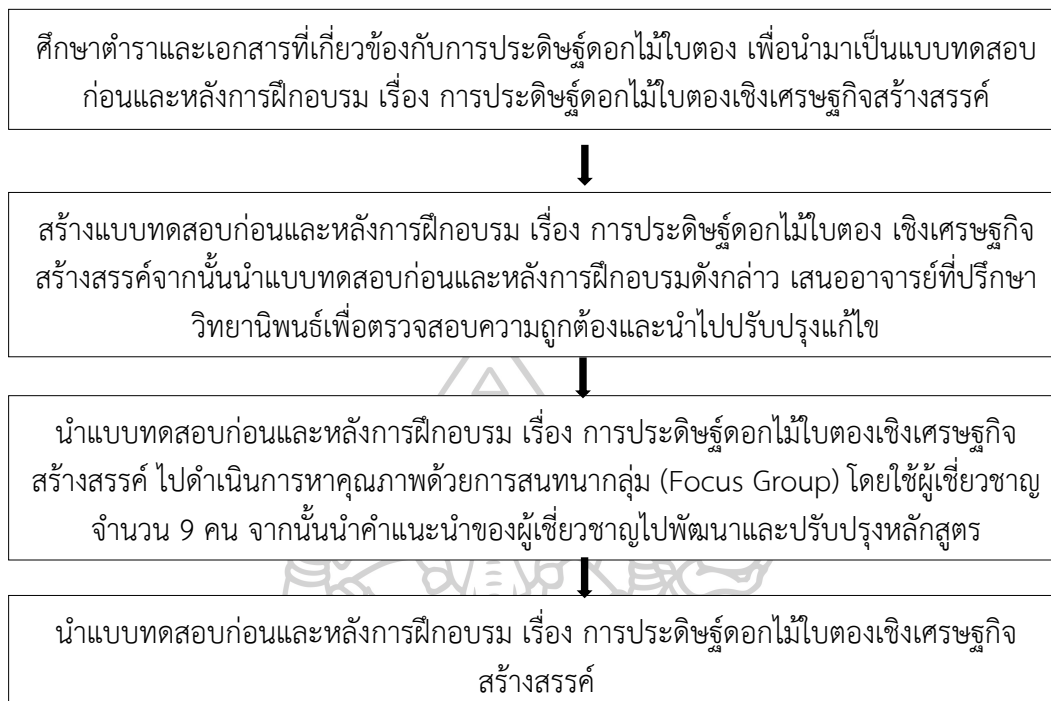 ศึกษาตำราและเอกสารที่เกี่ยวข้องกับการประดิษฐ์ดอกไม้ใบตอง เพื่อนำมาเป็นแบบทดสอบ
ก่อนและหลังการฝึกอบรม เรื่อง การประดิษฐ์ดอกไม้ใบตองเชิงเศรษฐกิจสร้างสรรค์
สร้างแบบทดสอบก่อนและหลังการฝึกอบรม เรื่อง การประดิษฐ์ดอกไม้ใบตอง เชิงเศรษฐกิจ
สร้างสรรค์จากนั้นนำแบบทดสอบก่อนและหลังการฝึกอบรมดังกล่าว เสนออาจารย์ที่ปรึกษา
วิทยานิพนธ์เพื่อตรวจสอบความถูกต้องและนำไปปรับปรุงแก้ไข
นำแบบทดสอบก่อนและหลังการฝึกอบรม เรื่อง การประดิษฐ์ดอกไม้ใบตองเชิงเศรษฐกิจ
สร้างสรรค์ ไปดำเนินการหาคุณภาพด้วยการสนทนากลุ่ม (Focus Group) โดยใช้ผู้เชี่ยวชาญ
จำนวน 9 คน จากนั้นนำคำแนะนำของผู้เชี่ยวชาญไปพัฒนาและปรับปรุงหลักสูตร
นำแบบทดสอบก่อนและหลังการฝึกอบรม เรื่อง การประดิษฐ์ดอกไม้ใบตองเชิงเศรษฐกิจ
สร้างสรรค์